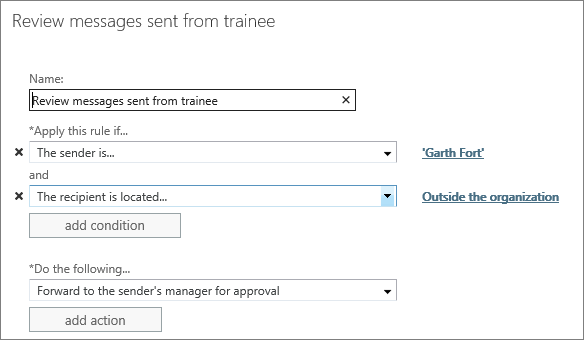 Review messages sent from trainee
Name:
Review messages sent from trainee
*Apply this rule if...
The sender is... 'Garth Fort'
and
The recipient is located... Outside the organization
add condition
*Do the following...
Forward to the sender's manager for approval
add action